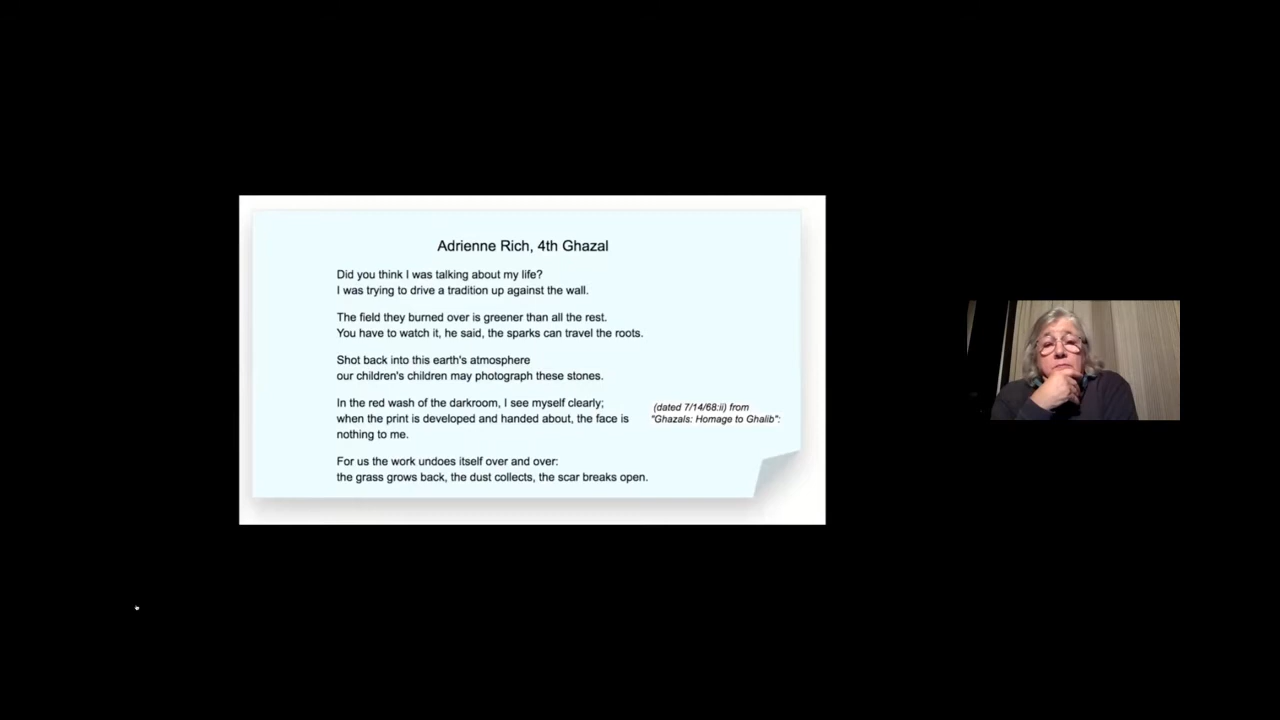 Adrienne Rich, 4th Ghazal
Did you think I was talking about my life?
I was trying to drive a tradition up against the wall.
The field they burned over is greener than all the rest.
You have to watch it, he said, the sparks can travel the roots.
Shot back into this earth's atmosphere
our children's children may photograph these stones.
In the red wash of the darkroom, I see myself clearly;
when the print is developed and handed about, the face is
nothing to me.
For us the work undoes itself over and over:
the grass grows back, the dust collects, the scar breaks open.
(dated 7/14/68:ii) from
"Ghazals: Homage to Ghalib":